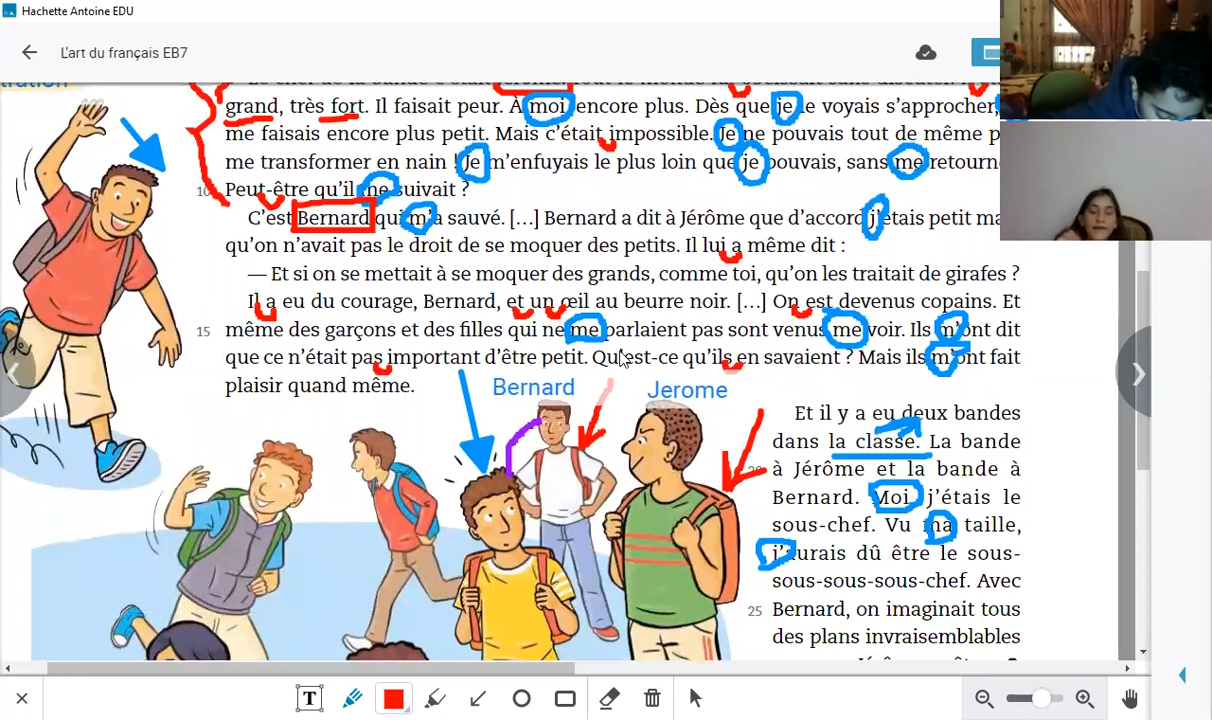 Hachette Antoine EDU
L'art du français EB7
grand, très fort. Il faisait peur. À moi encore plus. Dès que je le voyais s'approcher,
me faisais encore plus petit. Mais c'était impossible. Je ne pouvais tout de même p
me transformer en nain ! Je m'enfuyais le plus loin que je pouvais, sans me retourne
10 Peut-être qu'il me suivait ?
C'est Bernard qui m'a sauvé. [...] Bernard a dit à Jérôme que d'accord j'étais petit ma
qu'on n'avait pas le droit de se moquer des petits. Il lui a même dit :
— Et si on se mettait à se moquer des grands, comme toi, qu'on les traitait de girafes ?
Il a eu du courage, Bernard, et un œil au beurre noir. [...] On est devenus copains. Et
15 même des garçons et des filles qui ne me parlaient pas sont venus me voir. Ils m'ont dit
que ce n'était pas important d'être petit. Qu'est-ce qu'ils en savaient ? Mais ils m'ont fait
plaisir quand même.
Bernard
Jerome
Et il y a eu deux bandes
dans la classe. La bande
à Jérôme et la bande à
Bernard. Moi, j'étais le
sous-chef. Vu ma taille,
j'aurais dû être le sous-
sous-sous-sous-chef. Avec
25 Bernard, on imaginait tous
des plans invraisemblables
T